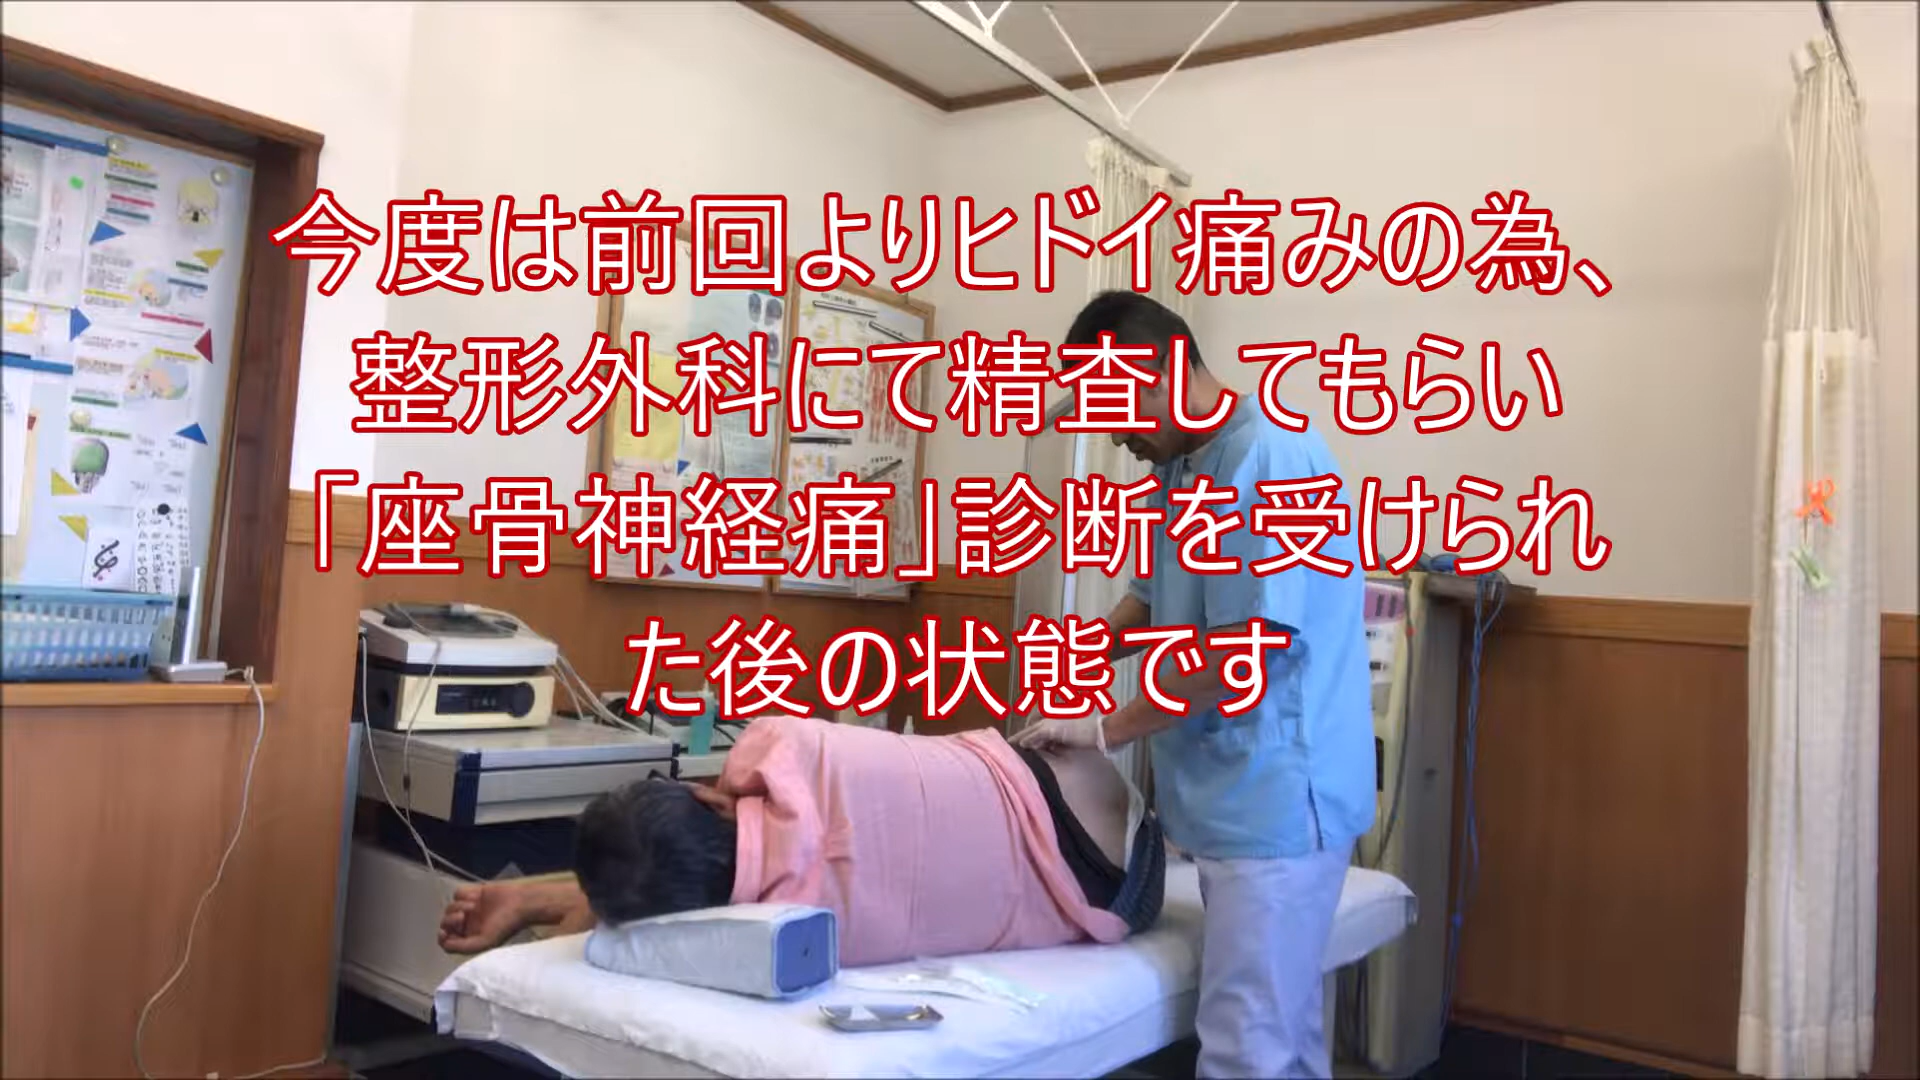 今度は前回よりヒドイ痛みの為、
整形外科にて精査してもらい
「座骨神経痛」診断を受けられ
た後の状態です